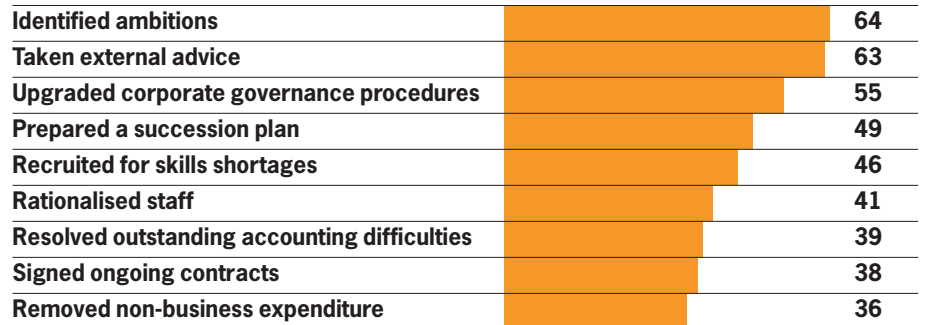 Identified ambitions 64
Taken external advice 63
Upgraded corporate governance procedures 55
Prepared a succession plan 49
Recruited for skills shortages 46
Rationalised staff 41
Resolved outstanding accounting difficulties 39
Signed ongoing contracts 38
Removed non-business expenditure 36